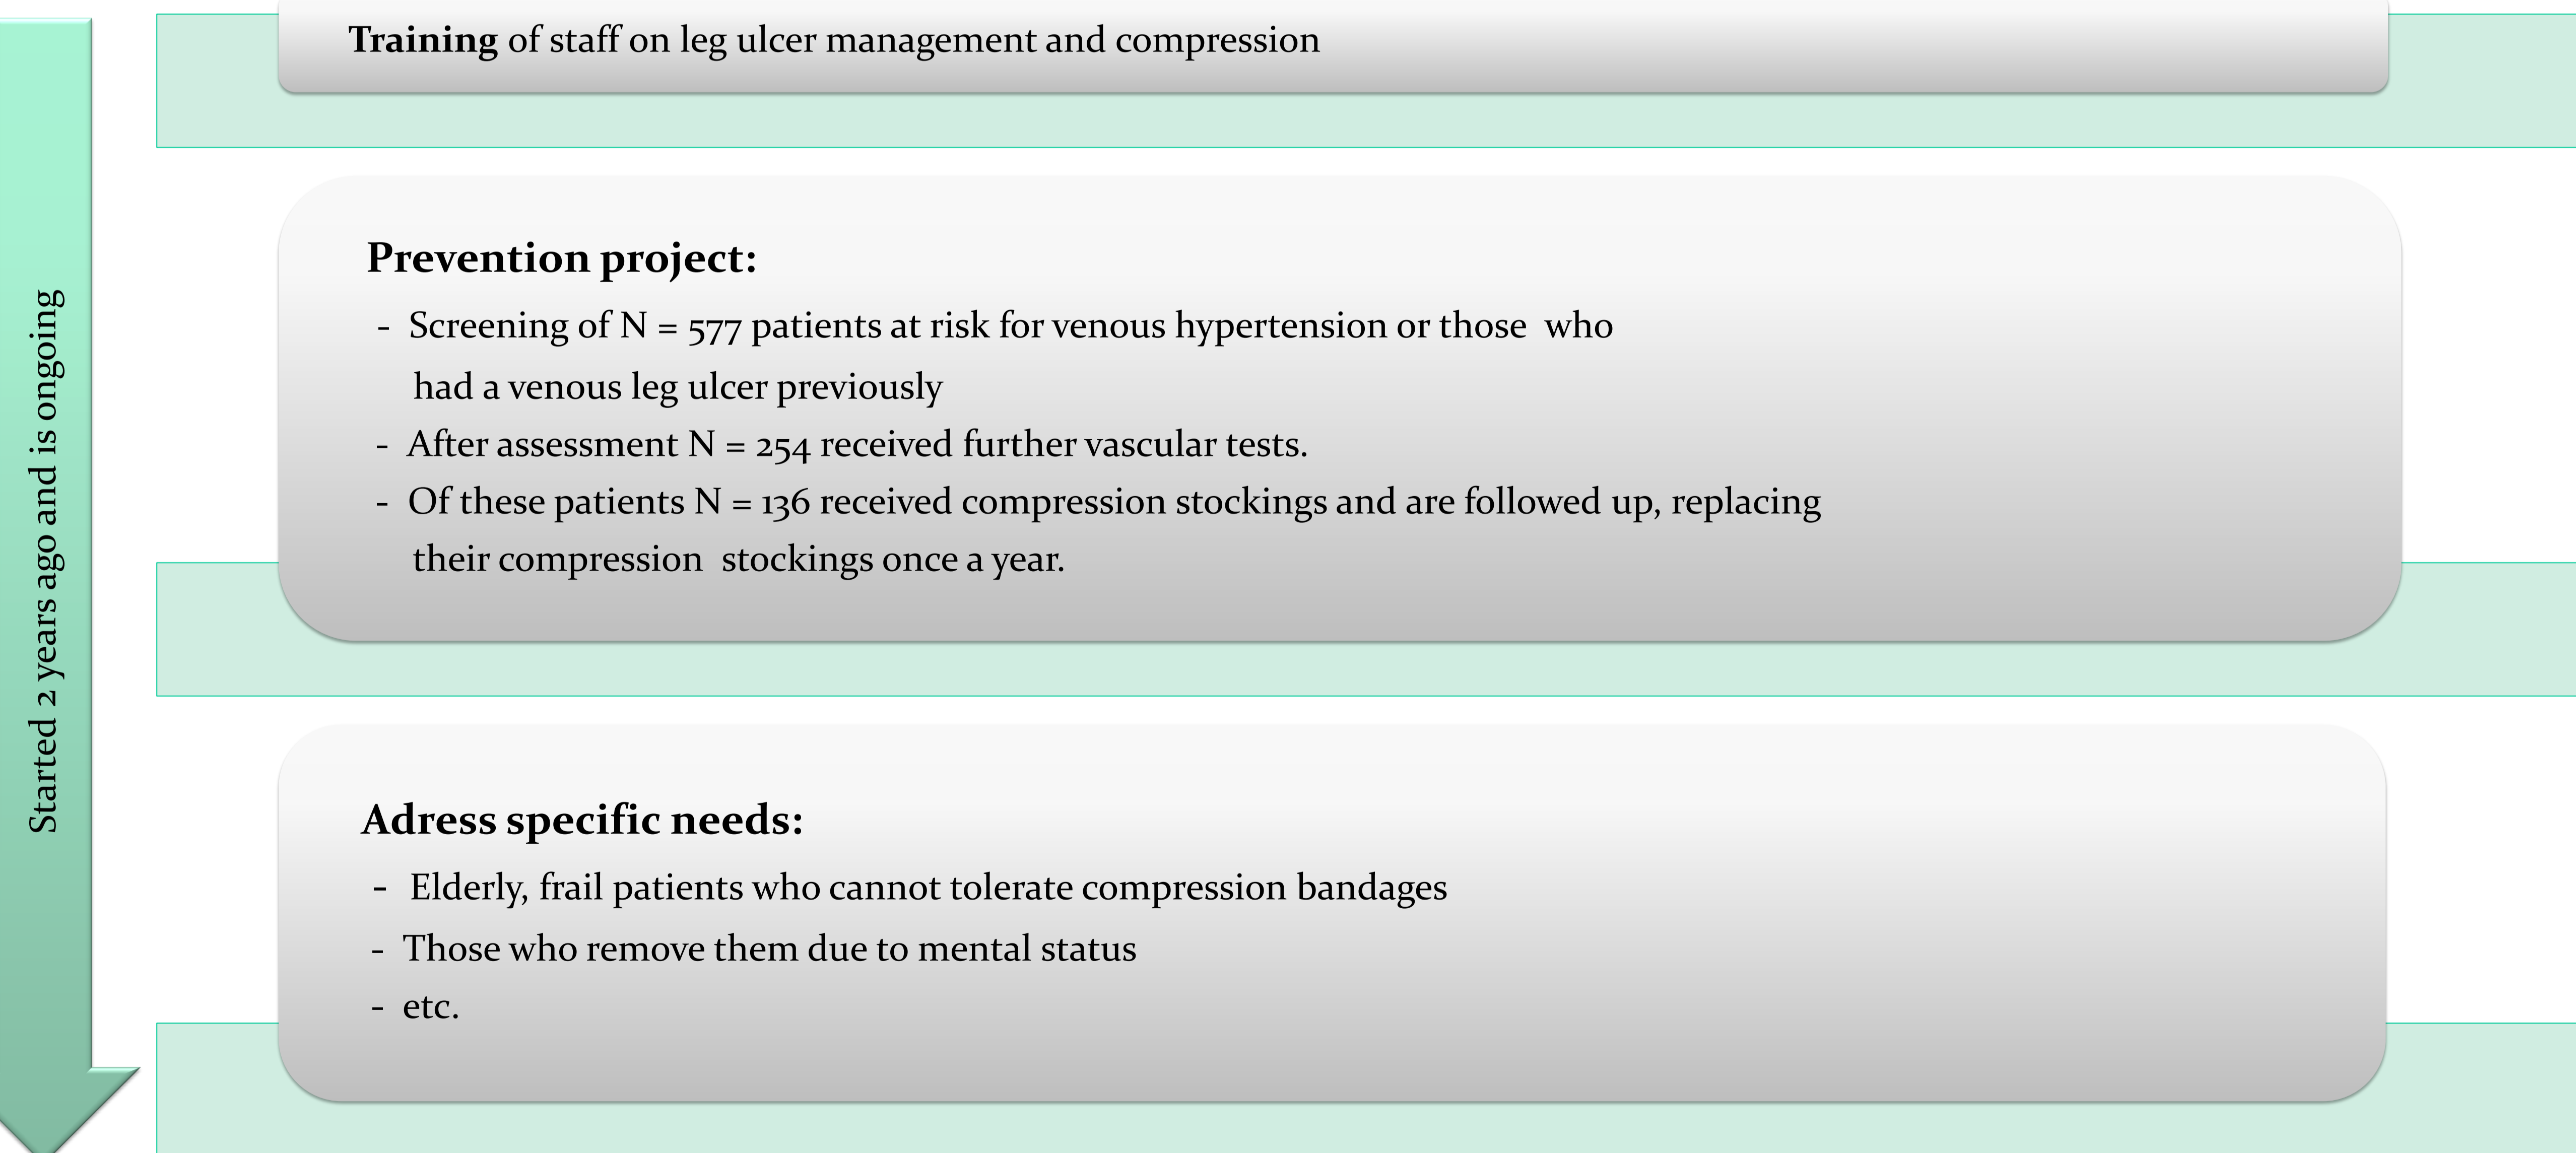 Training of staff on leg ulcer management and compression
Started 2 years ago and is ongoing
Prevention project:
- Screening of N = 577 patients at risk for venous hypertension or those who
had a venous leg ulcer previously
- After assessment N = 254 received further vascular tests.
- Of these patients N = 136 received compression stockings and are followed up, replacing
their compression stockings once a year.
Adress specific needs:
- Elderly, frail patients who cannot tolerate compression bandages
- Those who remove them due to mental status
- etc.